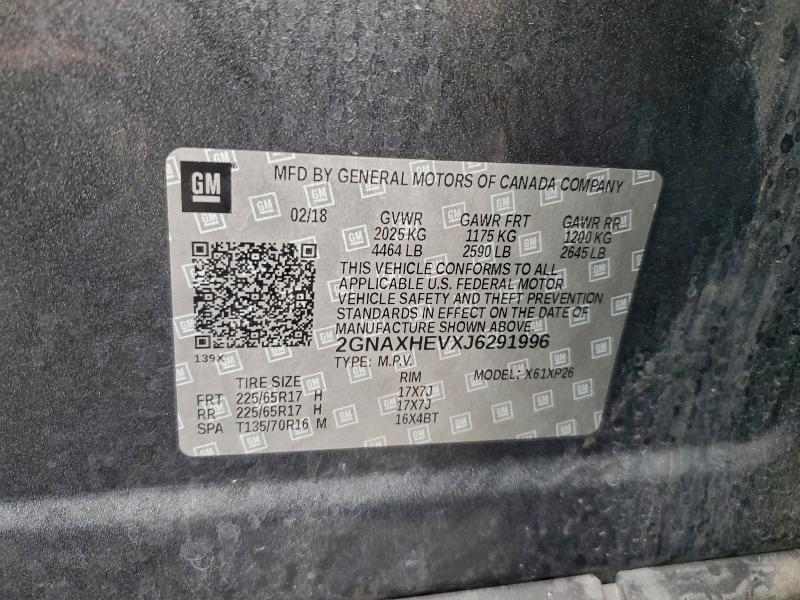 GM
MFD BY GENERAL MOTORS OF CANADA COMPANY
02/18 GVWR GAWR FRT GAWR RR
2025 KG 1175 KG 1200 KG
4464 LB 2590 LB 2645 LB
THIS VEHICLE CONFORMS TO ALL
APPLICABLE U.S. FEDERAL MOTOR
VEHICLE SAFETY AND THEFT PREVENTION
STANDARDS IN EFFECT ON THE DATE OF
MANUFACTURE SHOWN ABOVE.
139X 2GNAXHEVXJ6291996
TYPE: M.P.V. MODEL: X61XP26
TIRE SIZE RIM
FRT 225/65R17 H 17X7J
RR 225/65R17 H 17X7J
SPA T135/70R16 M 16X4BT